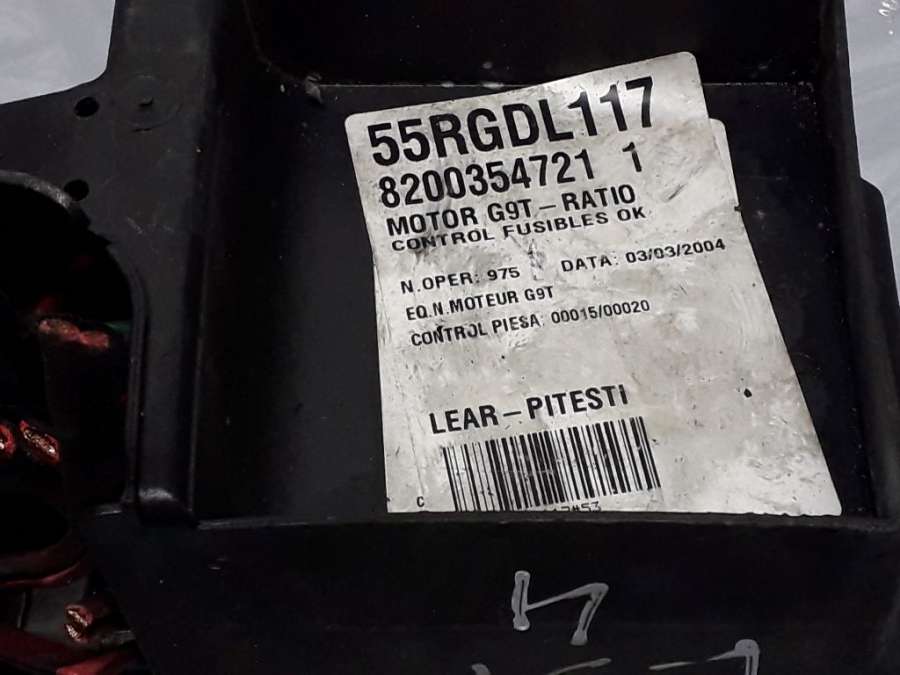 55RGDL117
8200354721 1
MOTOR G9T - RATIO
CONTROL FUSIBLES OK
N.OPER: 975 DATA: 03/03/2004
EQ.N.MOTEUR G9T
CONTROL PIESA: 00015/00020
LEAR - PITESTI
C